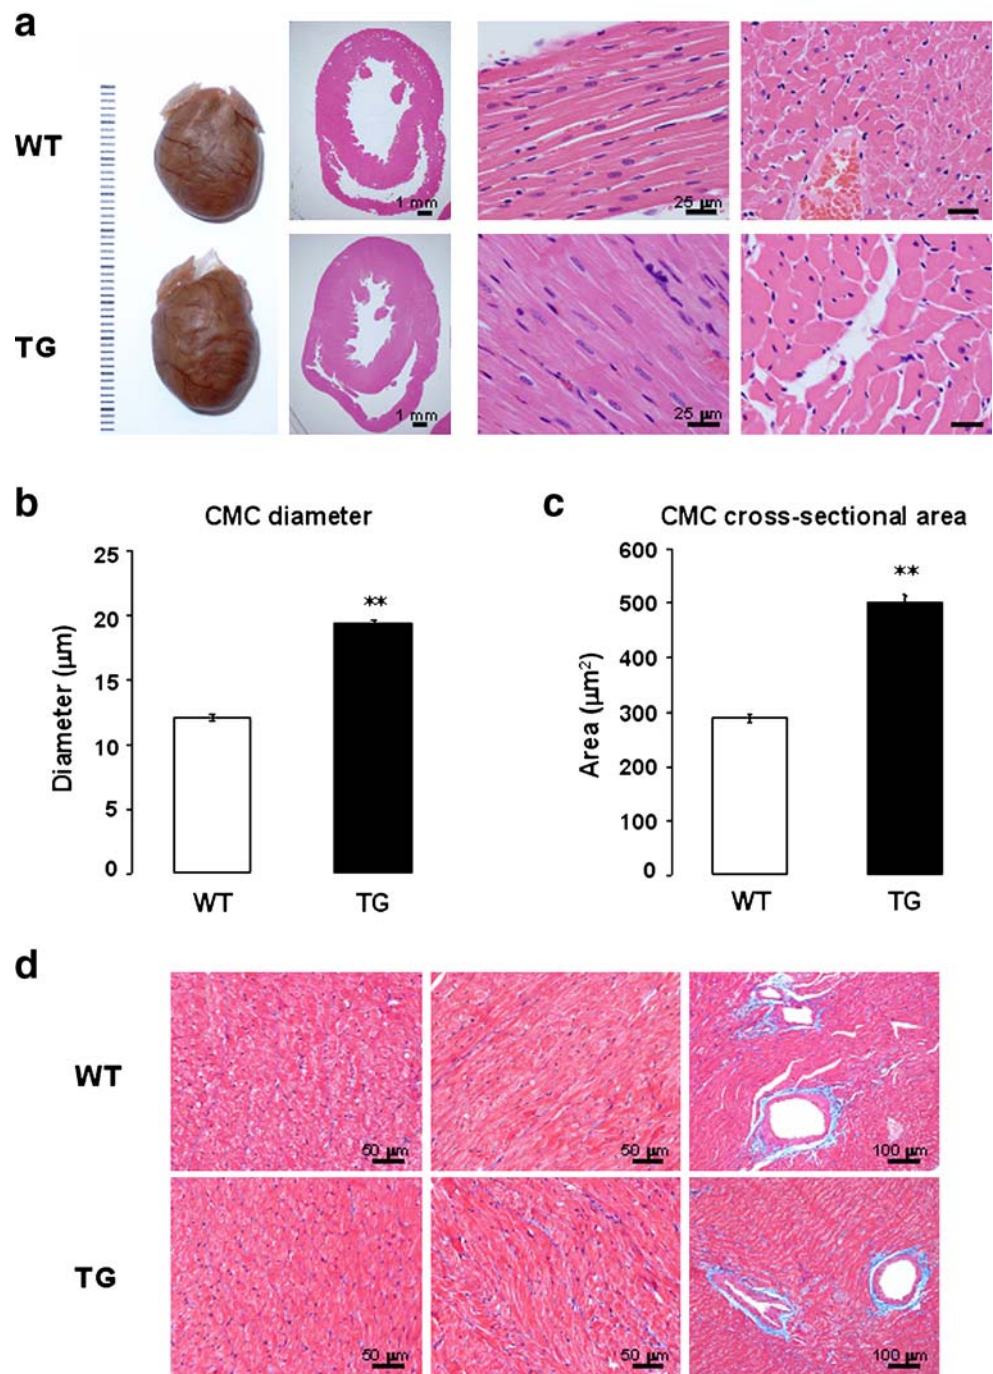 a
WT
1 mm
25 µm
TG
1 mm
25 µm
b
CMC diameter
25
20
15
10
5
0
Diameter (µm)
**
WT
TG
c
CMC cross-sectional area
600
500
400
300
200
100
0
Area (µm²)
**
WT
TG
d
WT
50 µm
50 µm
100 µm
TG
50 µm
50 µm
100 µm